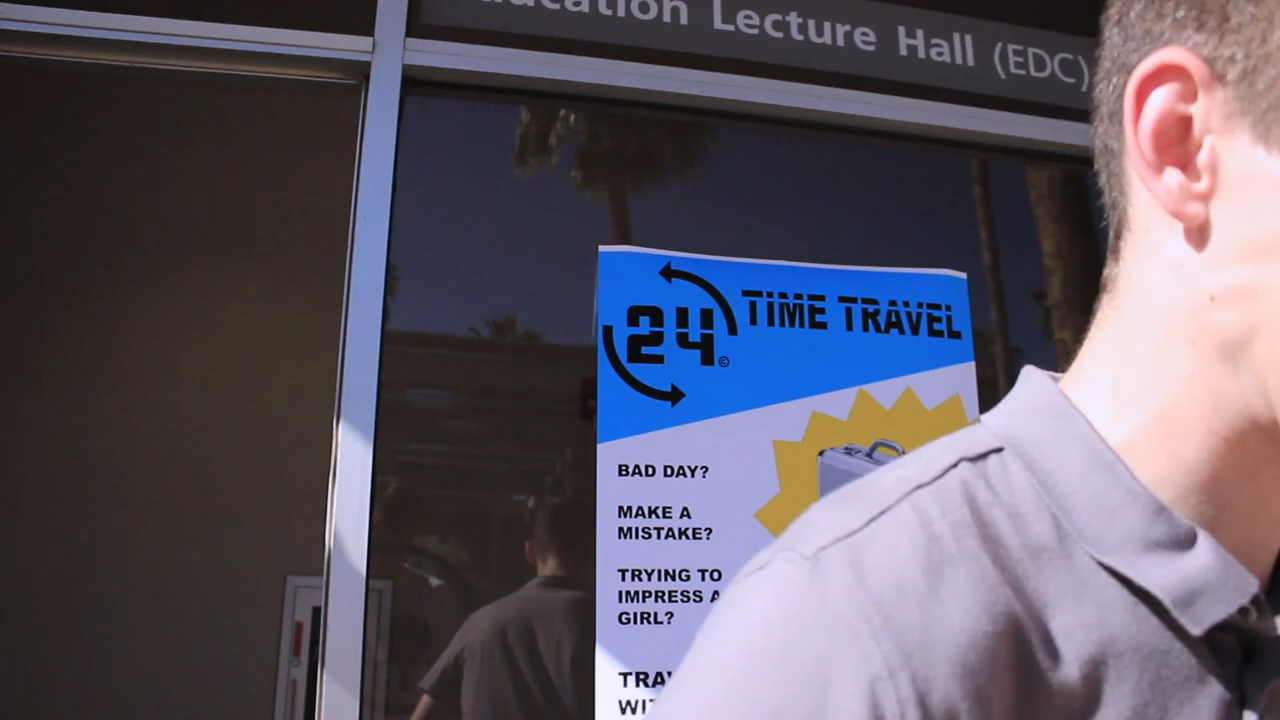 Lecture Hall (EDC)
24 TIME TRAVEL
©
BAD DAY?
MAKE A
MISTAKE?
TRYING TO
IMPRESS A
GIRL?